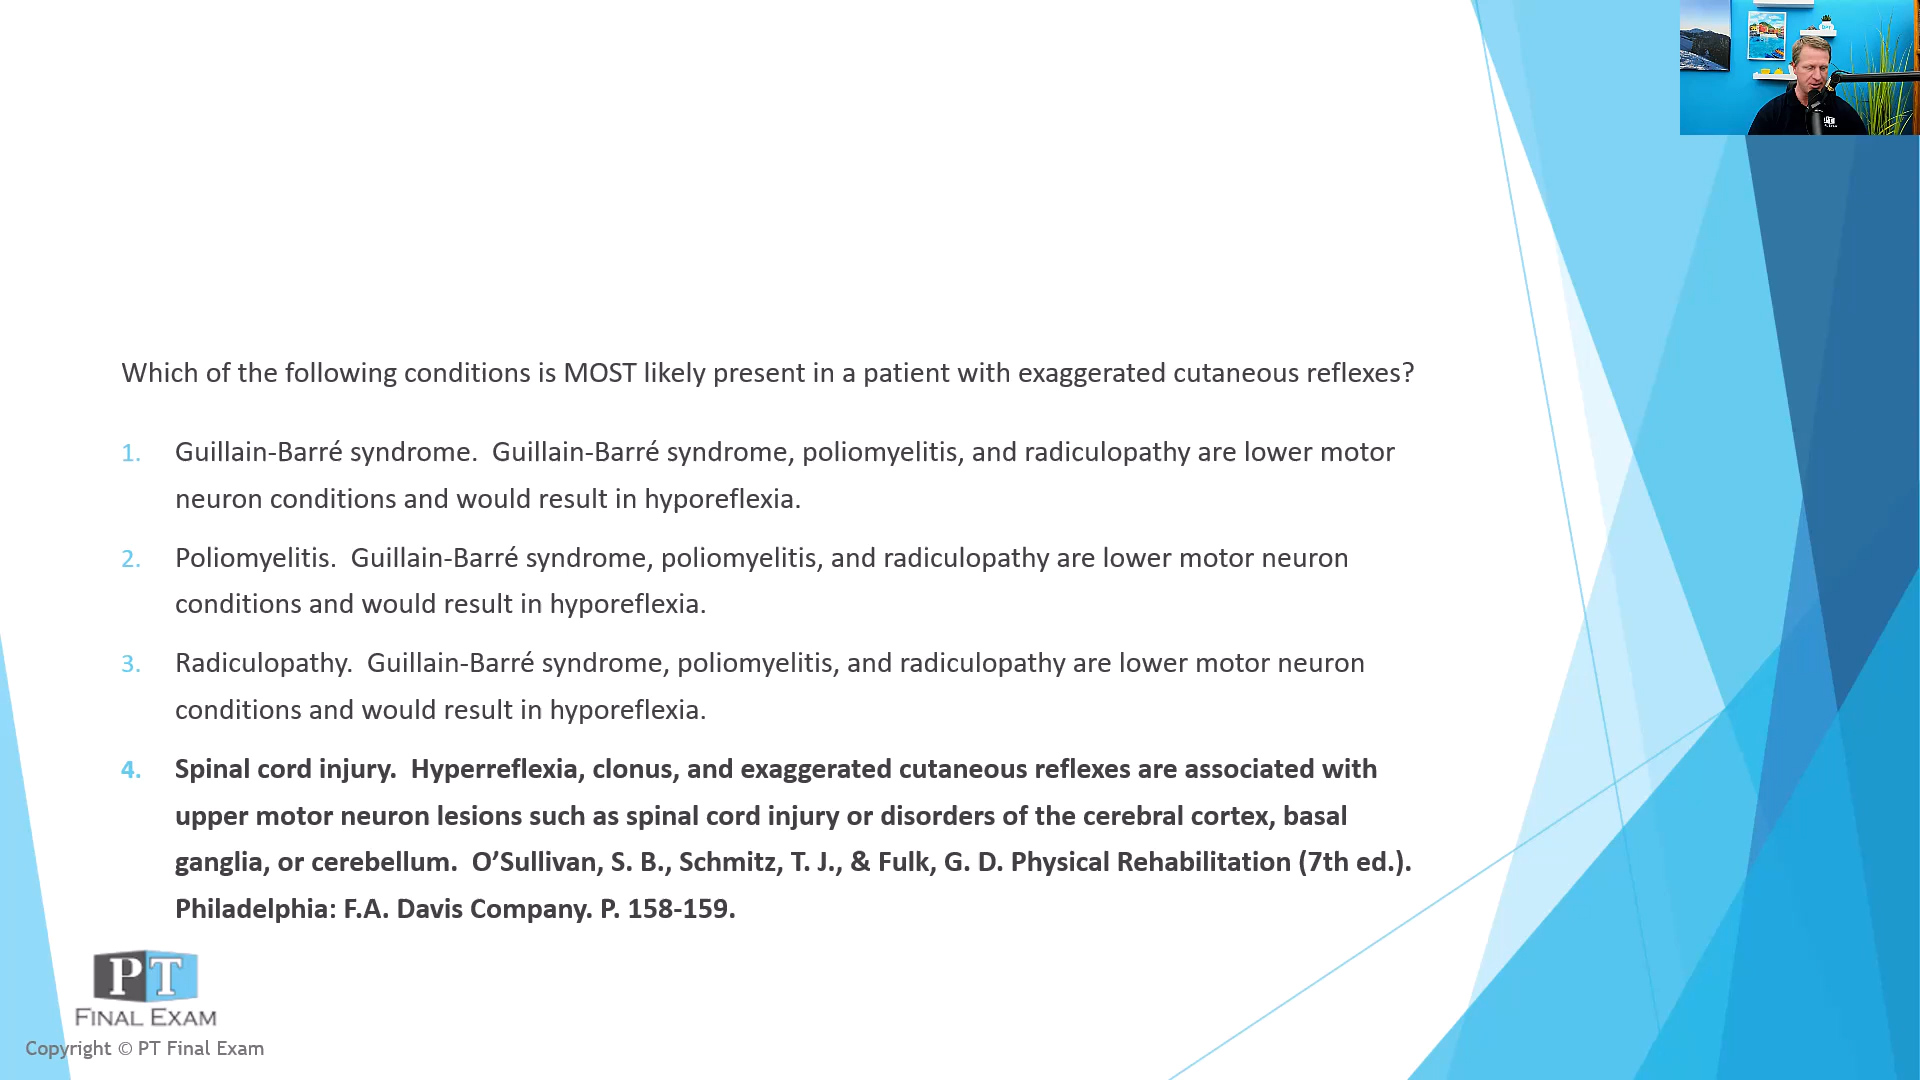 Which of the following conditions is MOST likely present in a patient with exaggerated cutaneous reflexes?
1. Guillain-Barré syndrome.  Guillain-Barré syndrome, poliomyelitis, and radiculopathy are lower motor
neuron conditions and would result in hyporeflexia.
2. Poliomyelitis.  Guillain-Barré syndrome, poliomyelitis, and radiculopathy are lower motor neuron
conditions and would result in hyporeflexia.
3. Radiculopathy.  Guillain-Barré syndrome, poliomyelitis, and radiculopathy are lower motor neuron
conditions and would result in hyporeflexia.
4. Spinal cord injury.  Hyperreflexia, clonus, and exaggerated cutaneous reflexes are associated with
upper motor neuron lesions such as spinal cord injury or disorders of the cerebral cortex, basal
ganglia, or cerebellum.  O’Sullivan, S. B., Schmitz, T. J., & Fulk, G. D. Physical Rehabilitation (7th ed.).
Philadelphia: F.A. Davis Company. P. 158-159.
PT
FINAL EXAM
Copyright © PT Final Exam